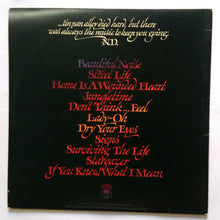 ...tin pan alley died hard, but there
was always the music to keep you going.
N.D.
Beautiful Noise
Street Life
Home Is A Wounded Heart
Jungletime
Don't Think... Feel
Lady-Oh
Dry Your Eyes
Signs
Surviving The Life
Stargazer
If You Know What I Mean